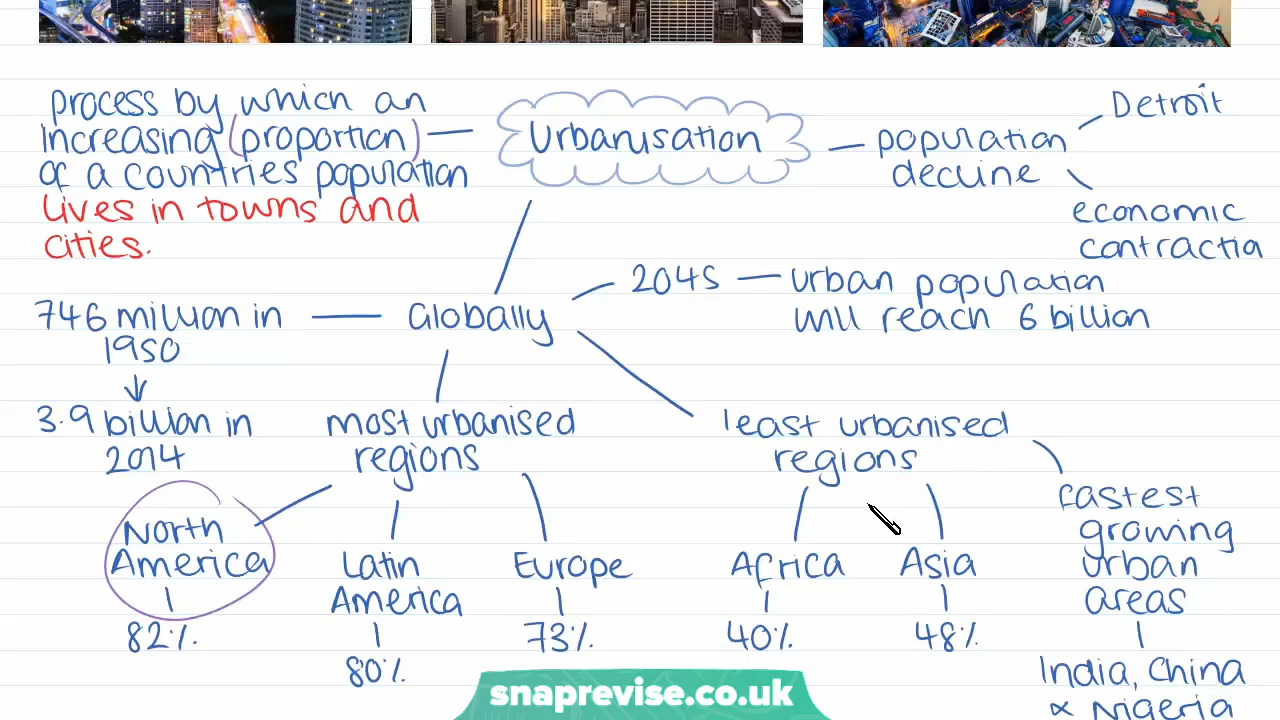 process by which an
increasing (proportion)
of a countries population
lives in towns and
cities.
Urbanisation
population
decline
Detroit
economic
contractio
Globally
746 million in
1950
3.9 billion in
2014
2045 — urban population
will reach 6 billion
most urbanised
regions
North
America
82%
Latin
America
80%
Europe
73%
least urbanised
regions
Africa
40%
Asia
48%
fastest
growing
urban
areas
India, China
& Nigeria
snaprevise.co.uk